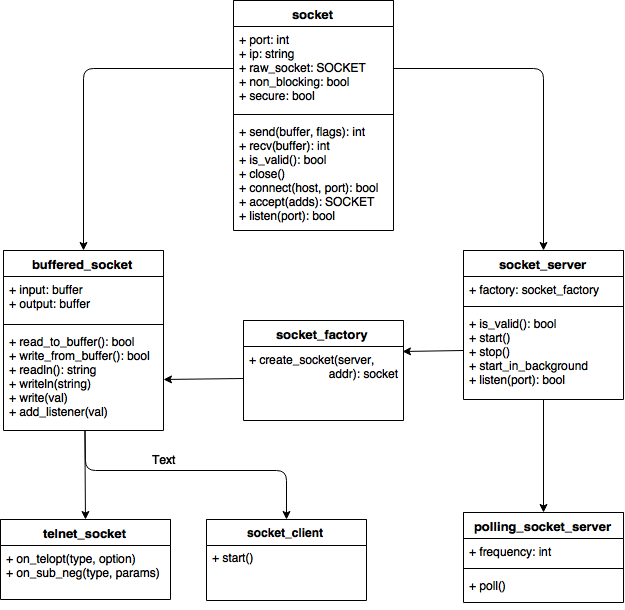 socket
+ port: int
+ ip: string
+ raw_socket: SOCKET
+ non_blocking: bool
+ secure: bool
+ send(buffer, flags): int
+ recv(buffer): int
+ is_valid(): bool
+ close()
+ connect(host, port): bool
+ accept(adds): SOCKET
+ listen(port): bool
buffered_socket
+ input: buffer
+ output: buffer
+ read_to_buffer(): bool
+ write_from_buffer(): bool
+ readln(): string
+ writeln(string)
+ write(val)
+ add_listener(val)
socket_factory
+ create_socket(server,
addr): socket
socket_server
+ factory: socket_factory
+ is_valid(): bool
+ start()
+ stop()
+ start_in_background
+ listen(port): bool
Text
telnet_socket
+ on_telopt(type, option)
+ on_sub_neg(type, params)
socket_client
+ start()
polling_socket_server
+ frequency: int
+ poll()